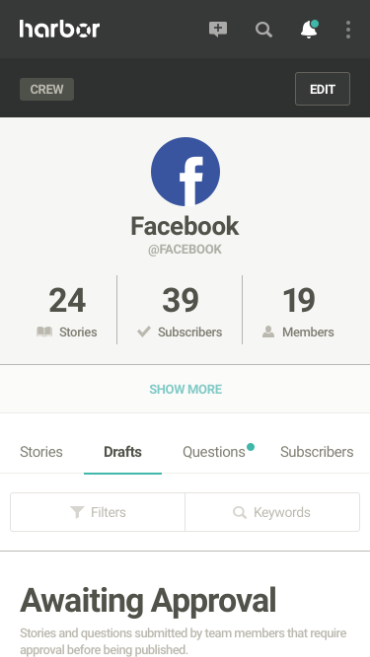 harbor
CREW
EDIT
Facebook
@FACEBOOK
24 39 19
Stories Subscribers Members
SHOW MORE
Stories Drafts Questions Subscribers
Filters Keywords
Awaiting Approval
Stories and questions submitted by team members that require
approval before being published.